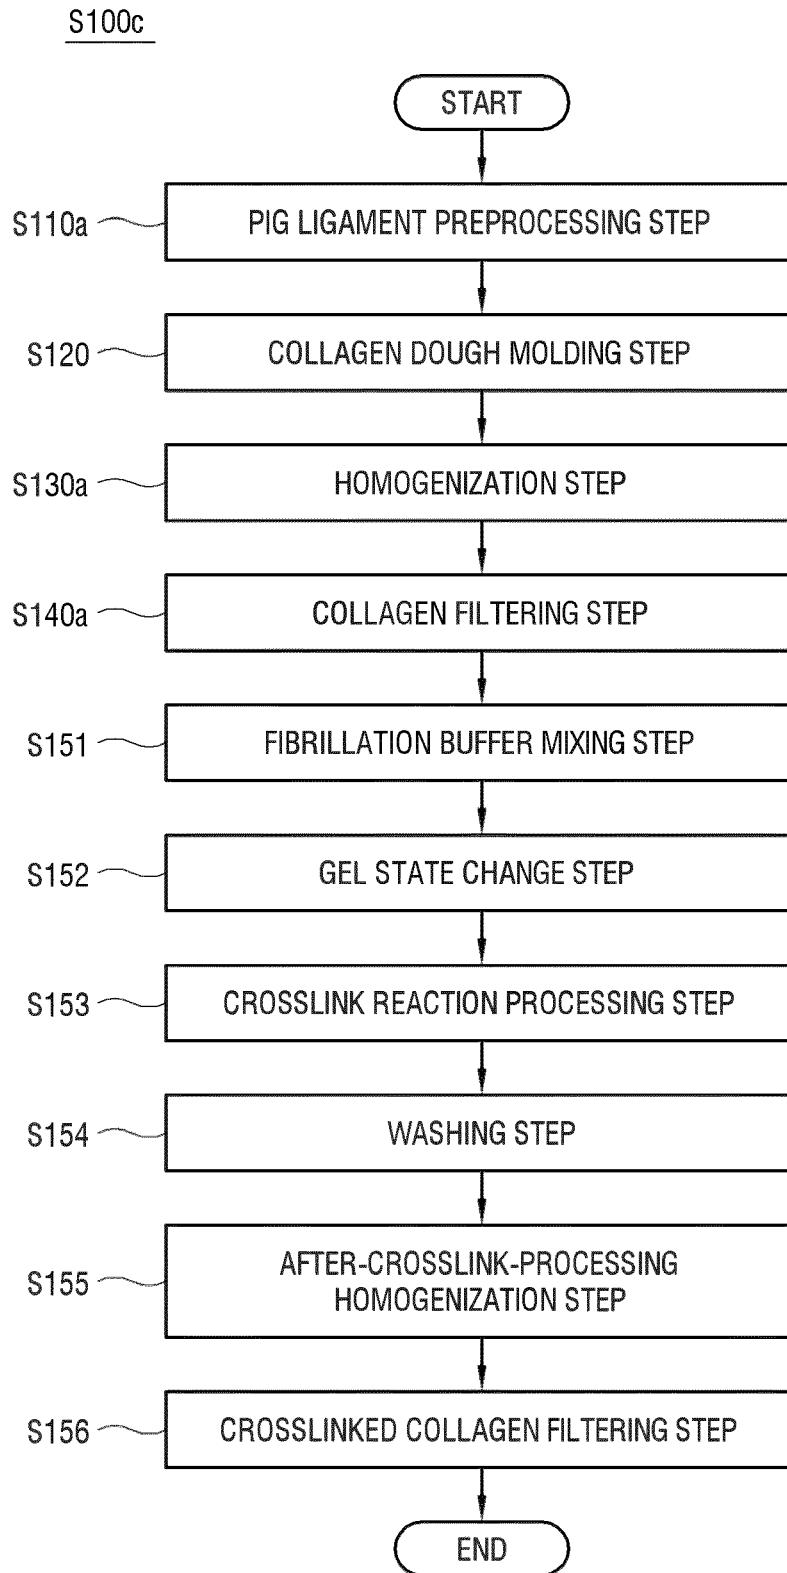 S100c
START
S110a
PIG LIGAMENT PREPROCESSING STEP
S120
COLLAGEN DOUGH MOLDING STEP
S130a
HOMOGENIZATION STEP
S140a
COLLAGEN FILTERING STEP
S151
FIBRILLATION BUFFER MIXING STEP
S152
GEL STATE CHANGE STEP
S153
CROSSLINK REACTION PROCESSING STEP
S154
WASHING STEP
S155
AFTER-CROSSLINK-PROCESSING
HOMOGENIZATION STEP
S156
CROSSLINKED COLLAGEN FILTERING STEP
END